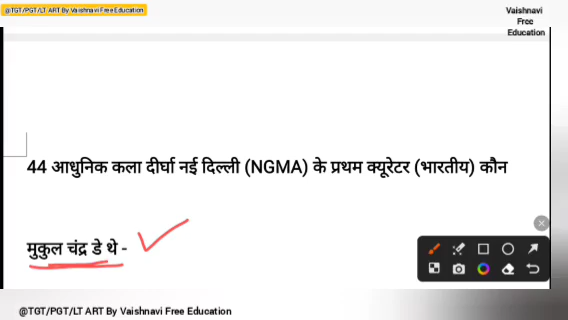 @TGT/PGT/LT ART By Vaishnavi Free Education
Vaishnavi
Free
Education
44 आधुनिक कला दीर्घा नई दिल्ली (NGMA) के प्रथम क्यूरेटर (भारतीय) कौन
मुकुल चंद्र डे थे -
@TGT/PGT/LT ART By Vaishnavi Free Education